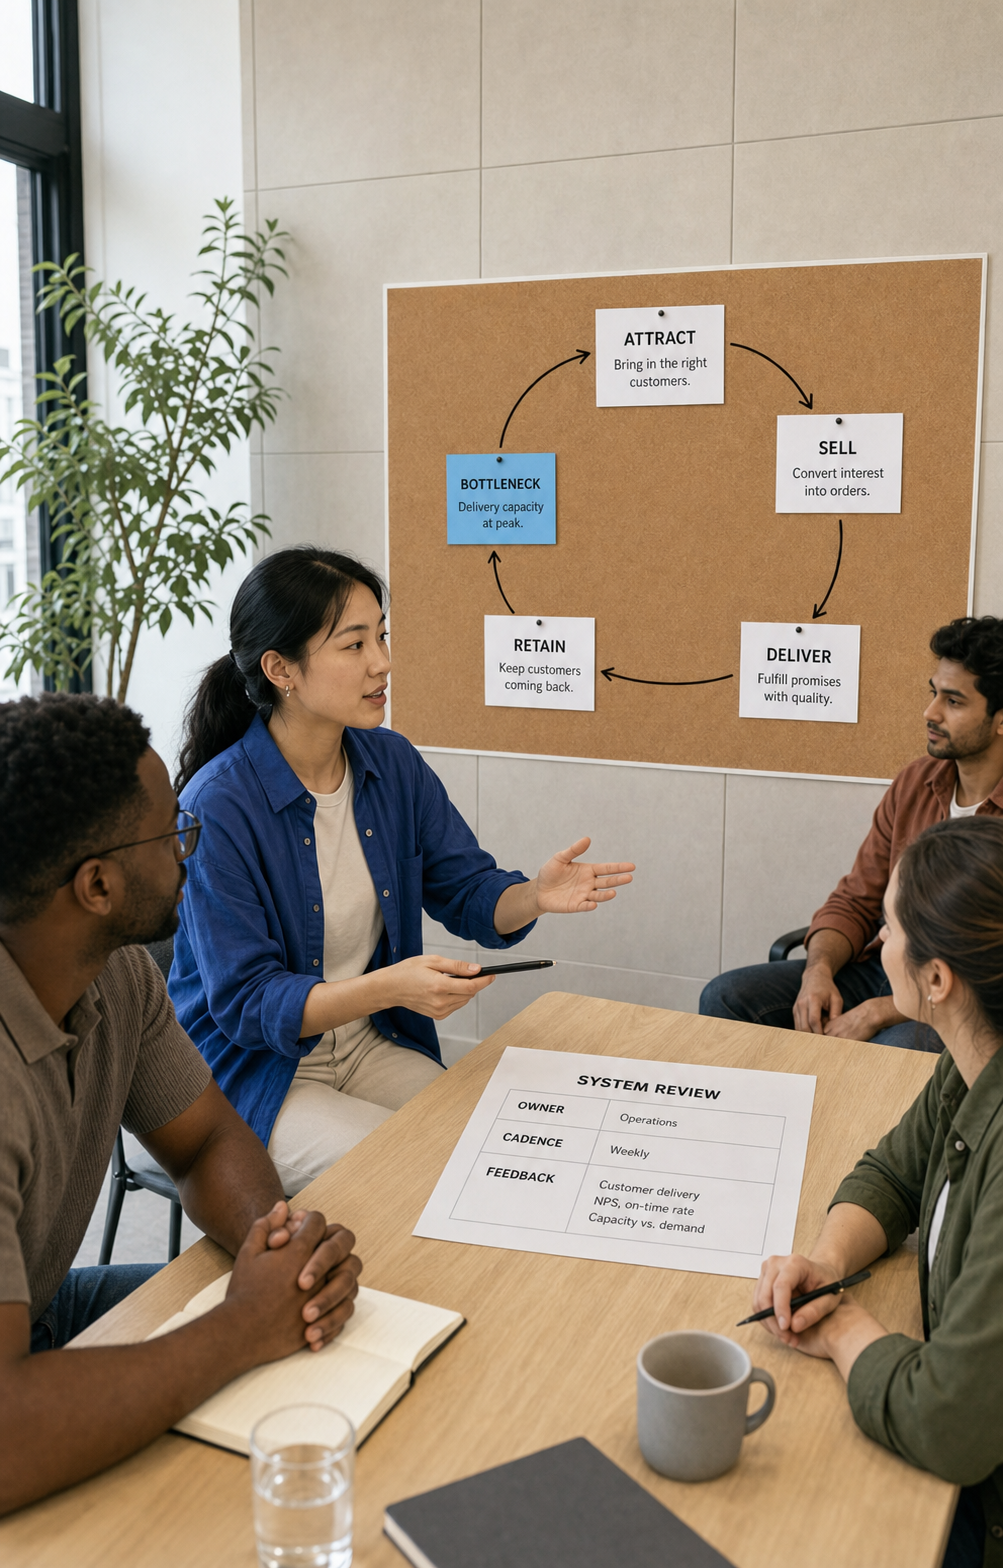 ATTRACT
Bring in the right
customers.
SELL
Convert interest
into orders.
BOTTLENECK
Delivery capacity
at peak.
RETAIN
Keep customers
coming back.
DELIVER
Fulfill promises
with quality.
SYSTEM REVIEW
OWNER
Operations
CADENCE
Weekly
FEEDBACK
Customer delivery
NPS, on-time rate
Capacity vs. demand